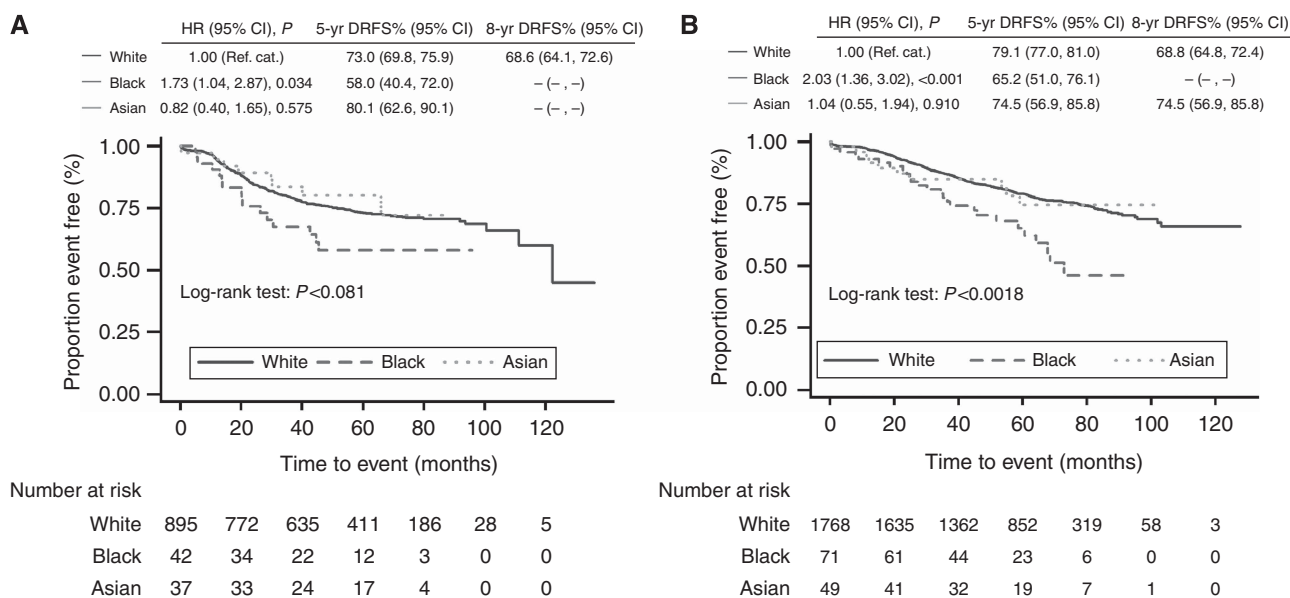 A
HR (95% CI), P 5-yr DRFS% (95% CI) 8-yr DRFS% (95% CI)
White 1.00 (Ref. cat.) 73.0 (69.8, 75.9) 68.6 (64.1, 72.6)
Black 1.73 (1.04, 2.87), 0.034 58.0 (40.4, 72.0) – (– , –)
Asian 0.82 (0.40, 1.65), 0.575 80.1 (62.6, 90.1) – (– , –)
1.00
0.75
0.50
0.25
0.00
Proportion event free (%)
Log-rank test: P<0.081
White Black Asian
0 20 40 60 80 100 120
Time to event (months)
Number at risk
White 895 772 635 411 186 28 5
Black 42 34 22 12 3 0 0
Asian 37 33 24 17 4 0 0
B
HR (95% CI), P 5-yr DRFS% (95% CI) 8-yr DRFS% (95% CI)
White 1.00 (Ref. cat.) 79.1 (77.0, 81.0) 68.8 (64.8, 72.4)
Black 2.03 (1.36, 3.02), <0.001 65.2 (51.0, 76.1) – (– , –)
Asian 1.04 (0.55, 1.94), 0.910 74.5 (56.9, 85.8) 74.5 (56.9, 85.8)
1.00
0.75
0.50
0.25
0.00
Proportion event free (%)
Log-rank test: P<0.0018
White Black Asian
0 20 40 60 80 100 120
Time to event (months)
Number at risk
White 1768 1635 1362 852 319 58 3
Black 71 61 44 23 6 0 0
Asian 49 41 32 19 7 1 0